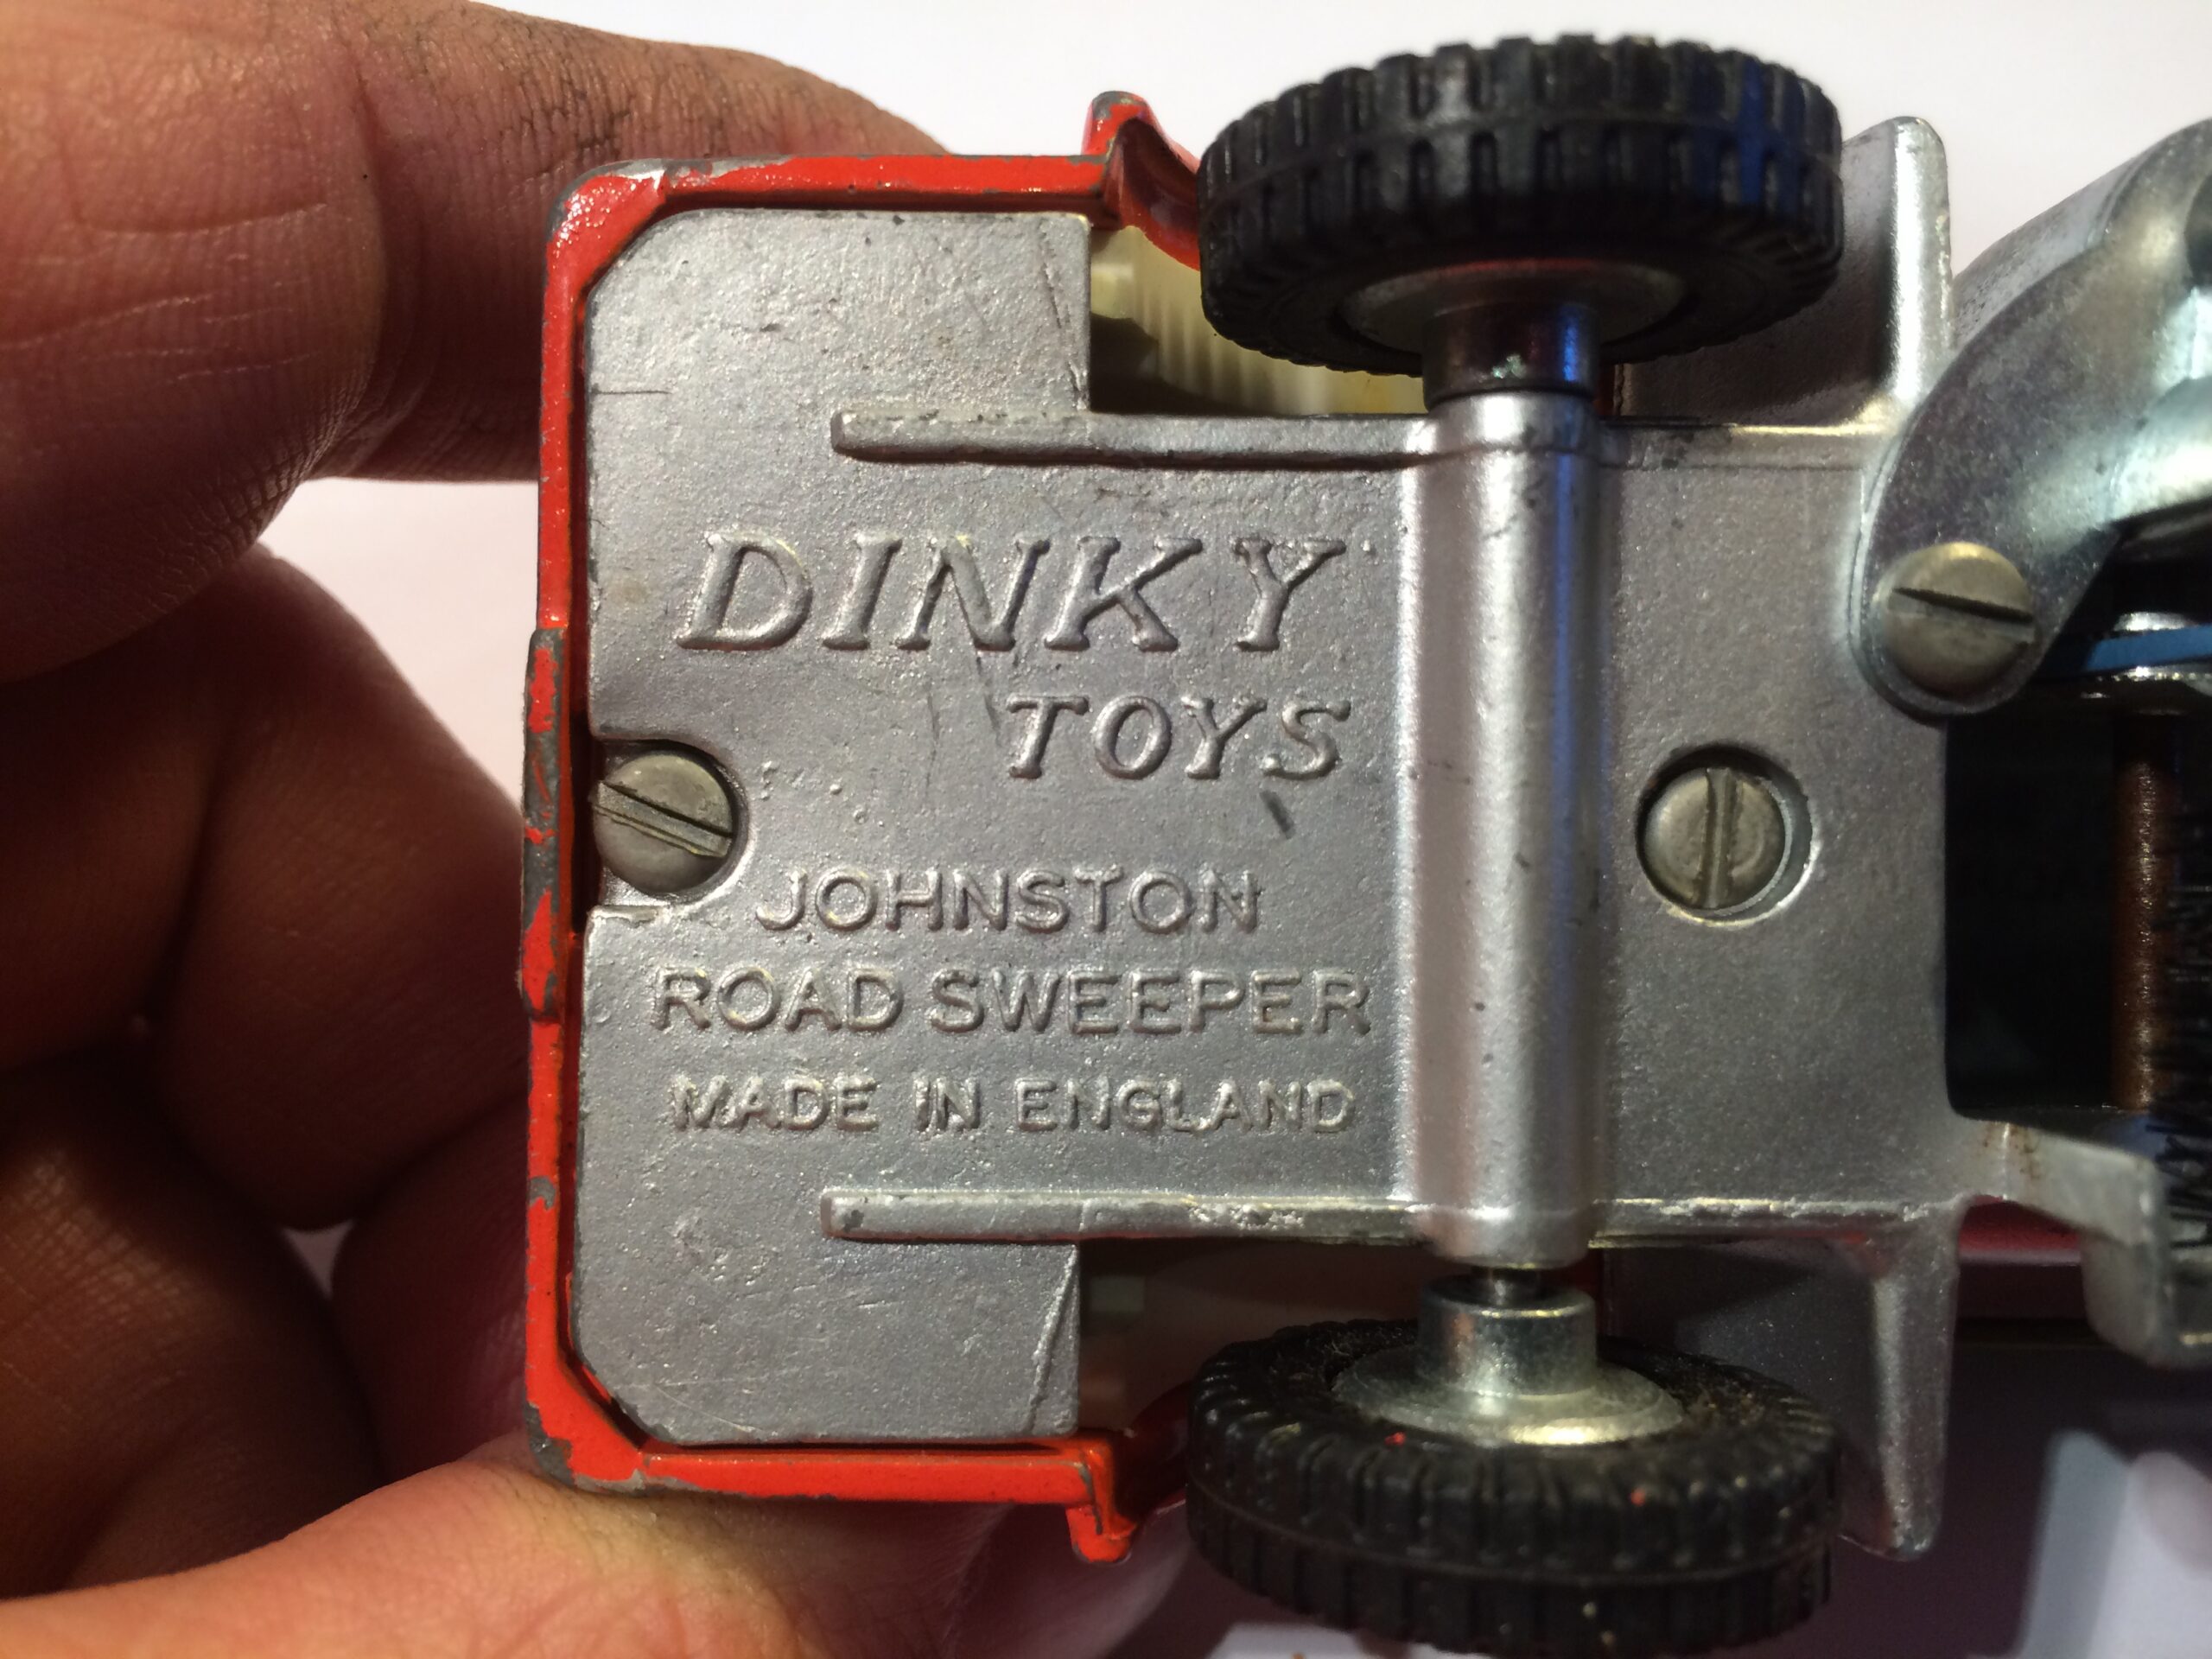 DINKY
TOYS
JOHNSTON
ROAD SWEEPER
MADE IN ENGLAND